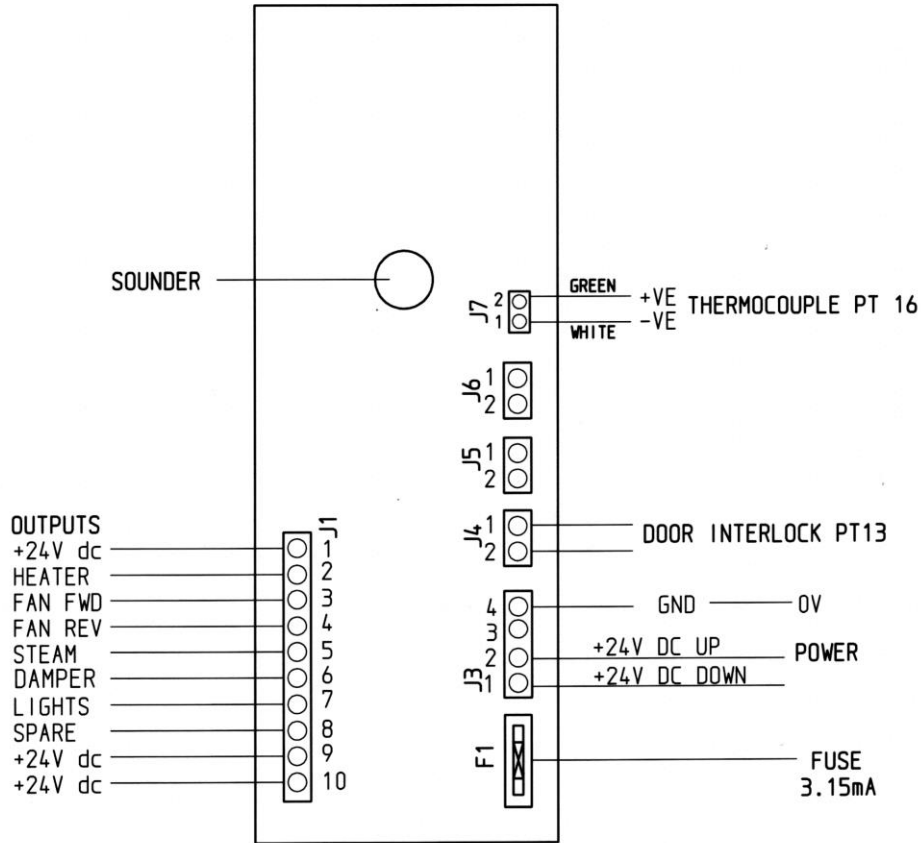 SOUNDER
GREEN
J7 2 +VE THERMOCOUPLE PT 16
1 -VE
WHITE
J6 1
2
J5 1
2
OUTPUTS
J1
+24V dc 1
HEATER 2
FAN FWD 3
FAN REV 4
STEAM 5
DAMPER 6
LIGHTS 7
SPARE 8
+24V dc 9
+24V dc 10
J4 1
2
DOOR INTERLOCK PT13
4 GND 0V
3
J3 2 +24V DC UP POWER
1 +24V DC DOWN
F1
FUSE
3.15mA